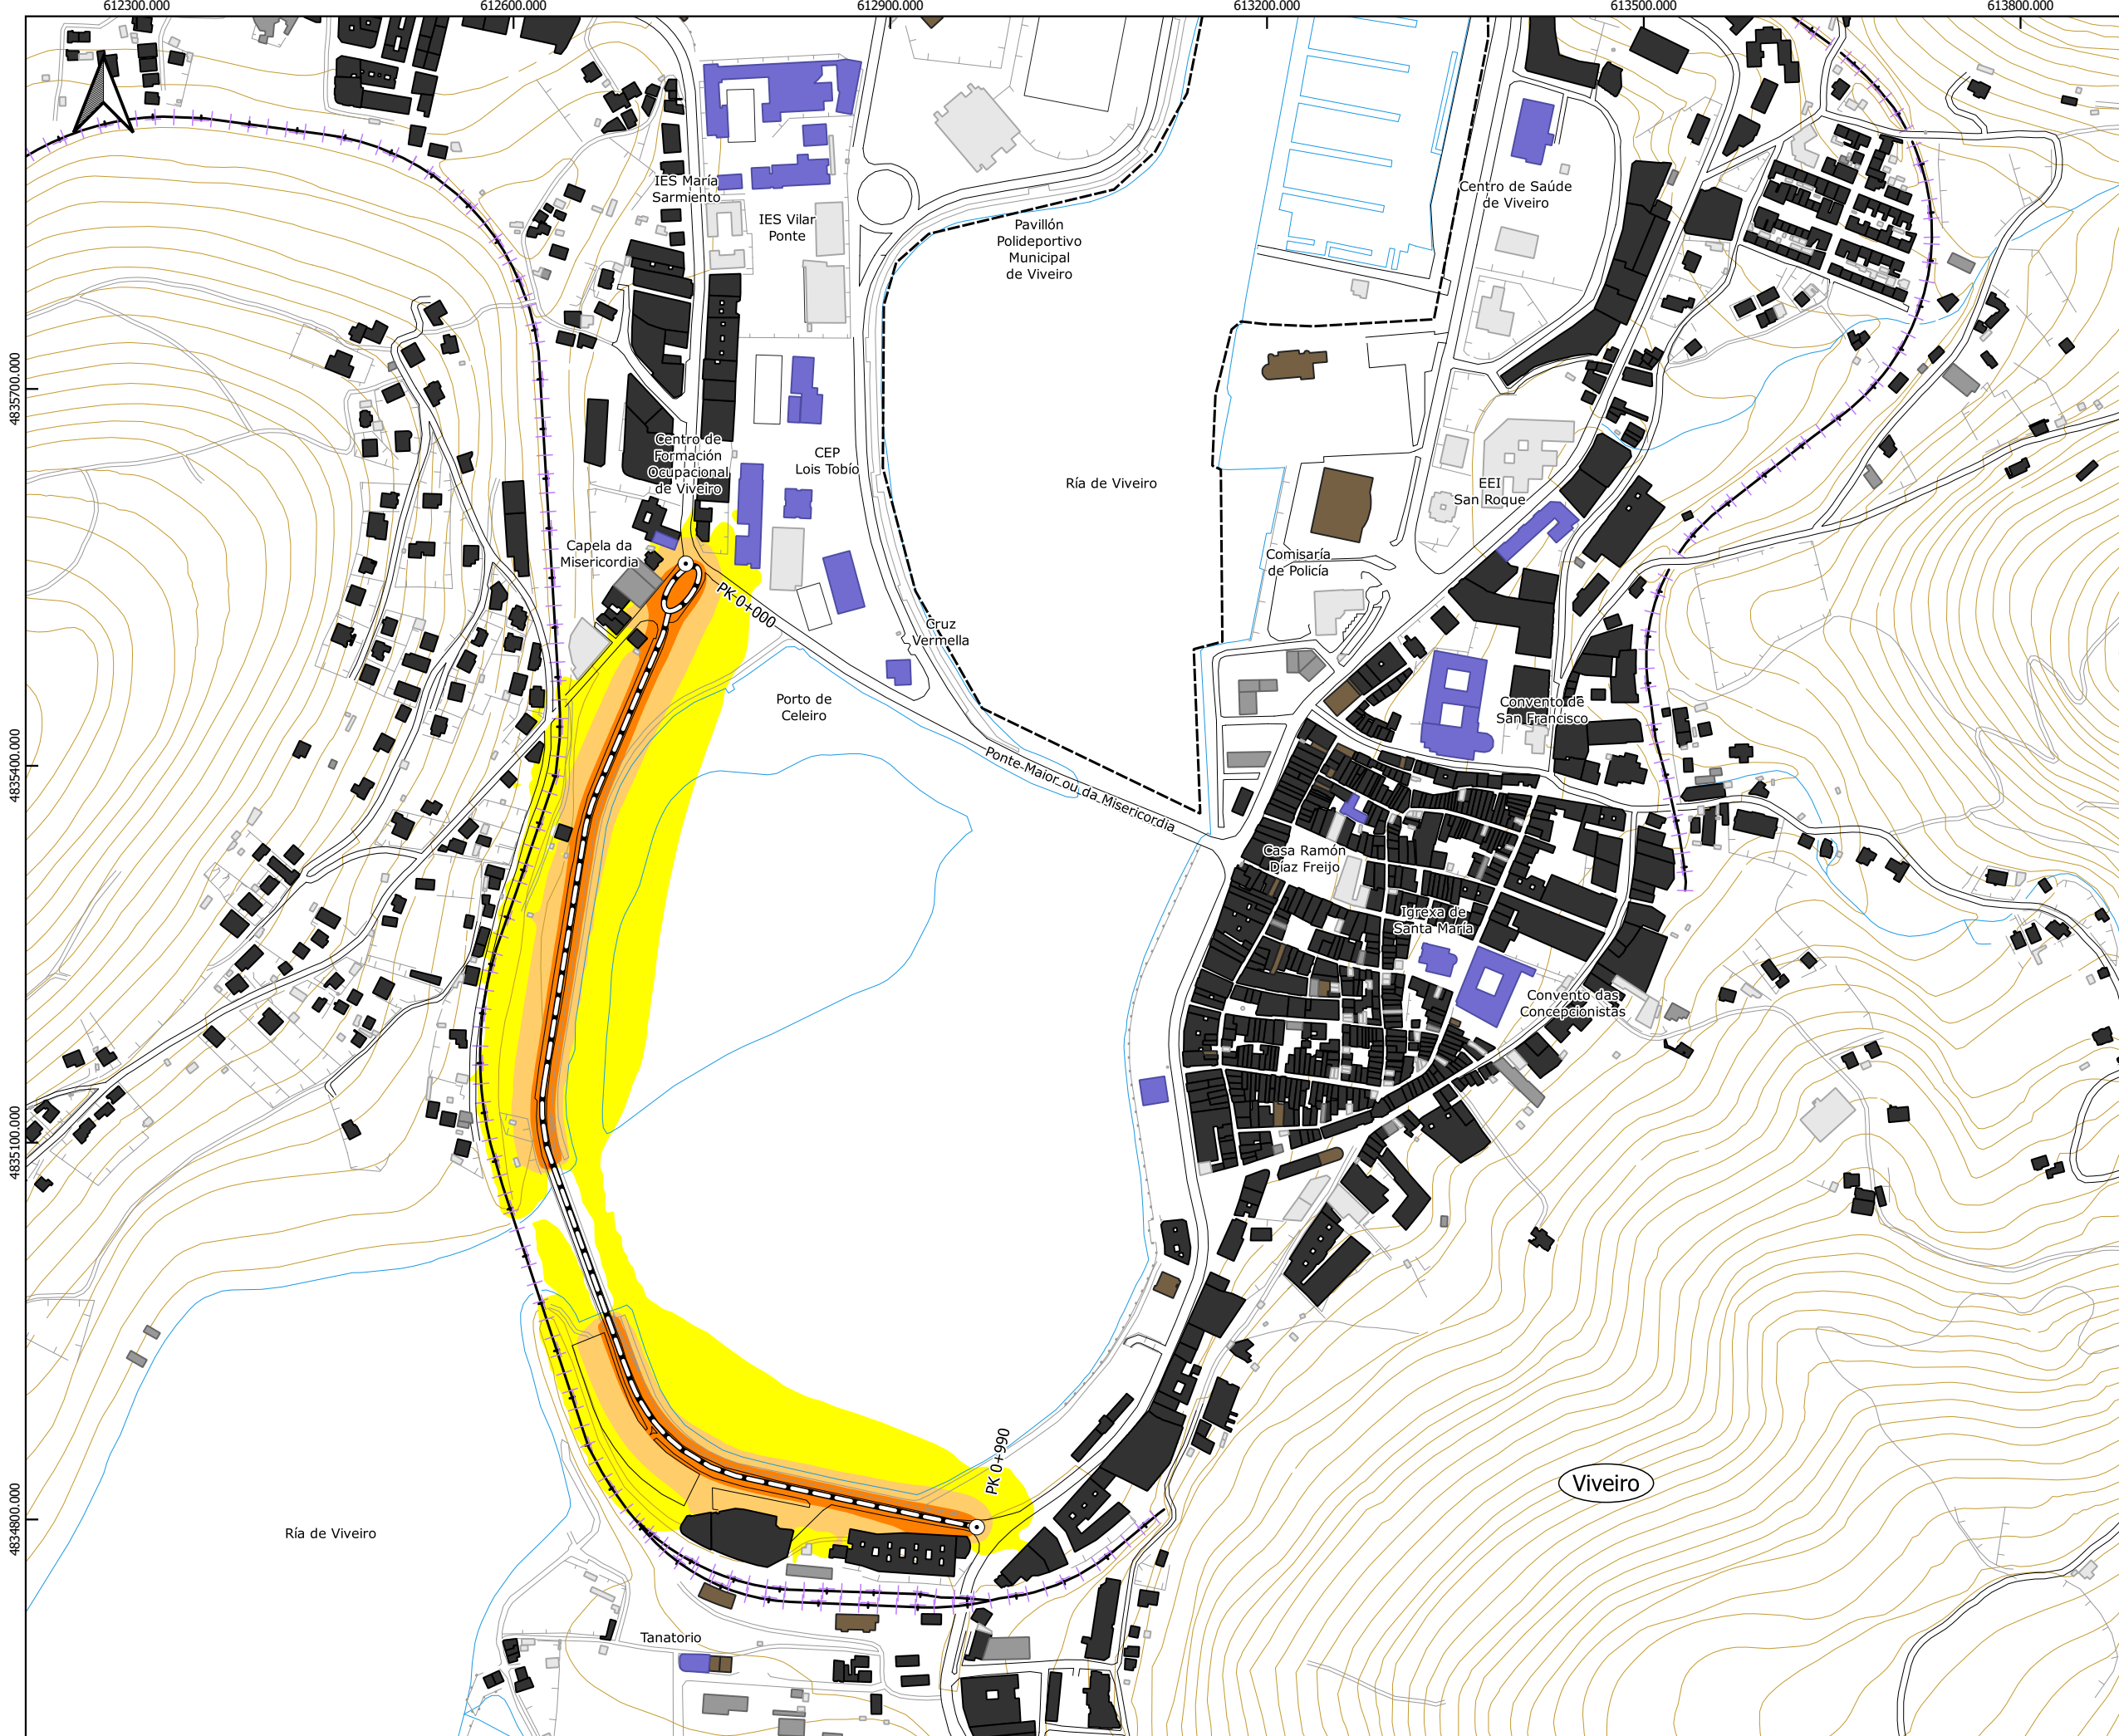 612300.000
612600.000
612900.000
613200.000
613500.000
613800.000
4835700.000
4835400.000
4835100.000
4834800.000
IES María
Sarmiento
IES Vilar
Ponte
Pavillón
Polideportivo
Municipal
de Viveiro
Centro de Saúde
de Viveiro
Centro de
Formación
Ocupacional
de Viveiro
CEP
Lois Tobío
Ría de Viveiro
EEI
San Roque
Capela da
Misericordia
Comisaría
de Policía
PK 0+000
Cruz
Vermella
Porto de
Celeiro
Convento de
San Francisco
Ponte Maior ou da Misericordia
Casa Ramón
Díaz Freijo
Igrexa de
Santa María
Convento das
Concepcionistas
PK 0+990
Viveiro
Ría de Viveiro
Tanatorio